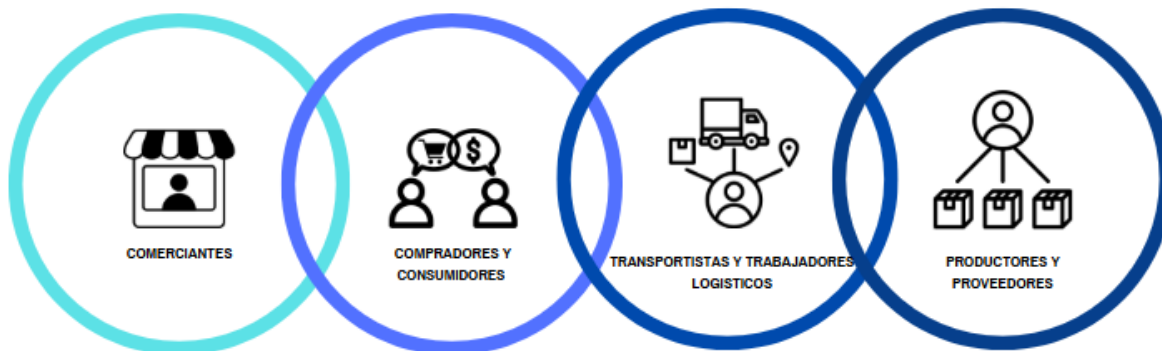 COMERCIANTES
COMPRADORES Y
CONSUMIDORES
TRANSPORTISTAS Y TRABAJADORES
LOGISTICOS
PRODUCTORES Y
PROVEEDORES
$